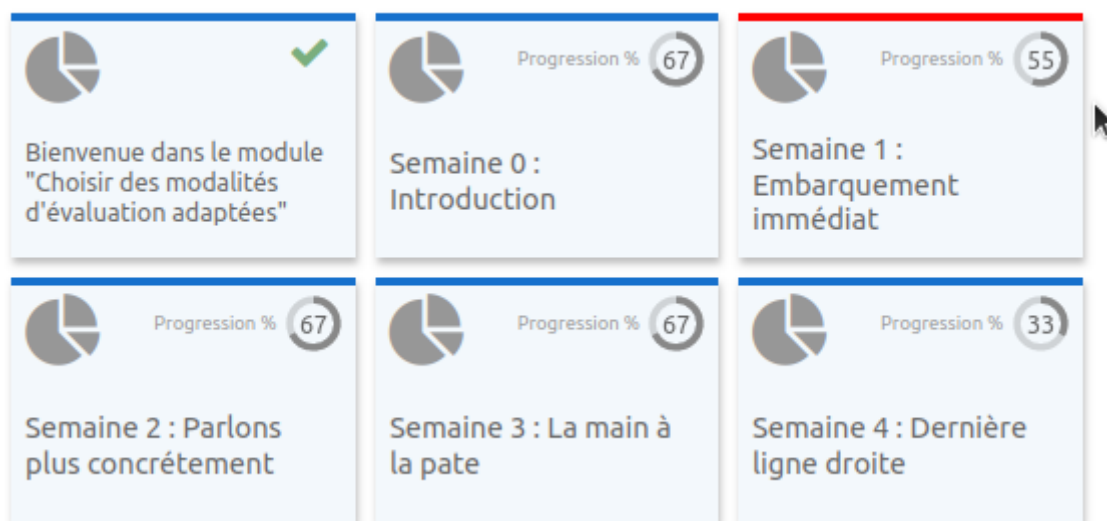 Progression % 67
Progression % 55
Bienvenue dans le module
"Choisir des modalités
d'évaluation adaptées"
Semaine 0 :
Introduction
Semaine 1 :
Embarquement
immédiat
Progression % 67
Progression % 67
Progression % 33
Semaine 2 : Parlons
plus concrétement
Semaine 3 : La main à
la pate
Semaine 4 : Dernière
ligne droite